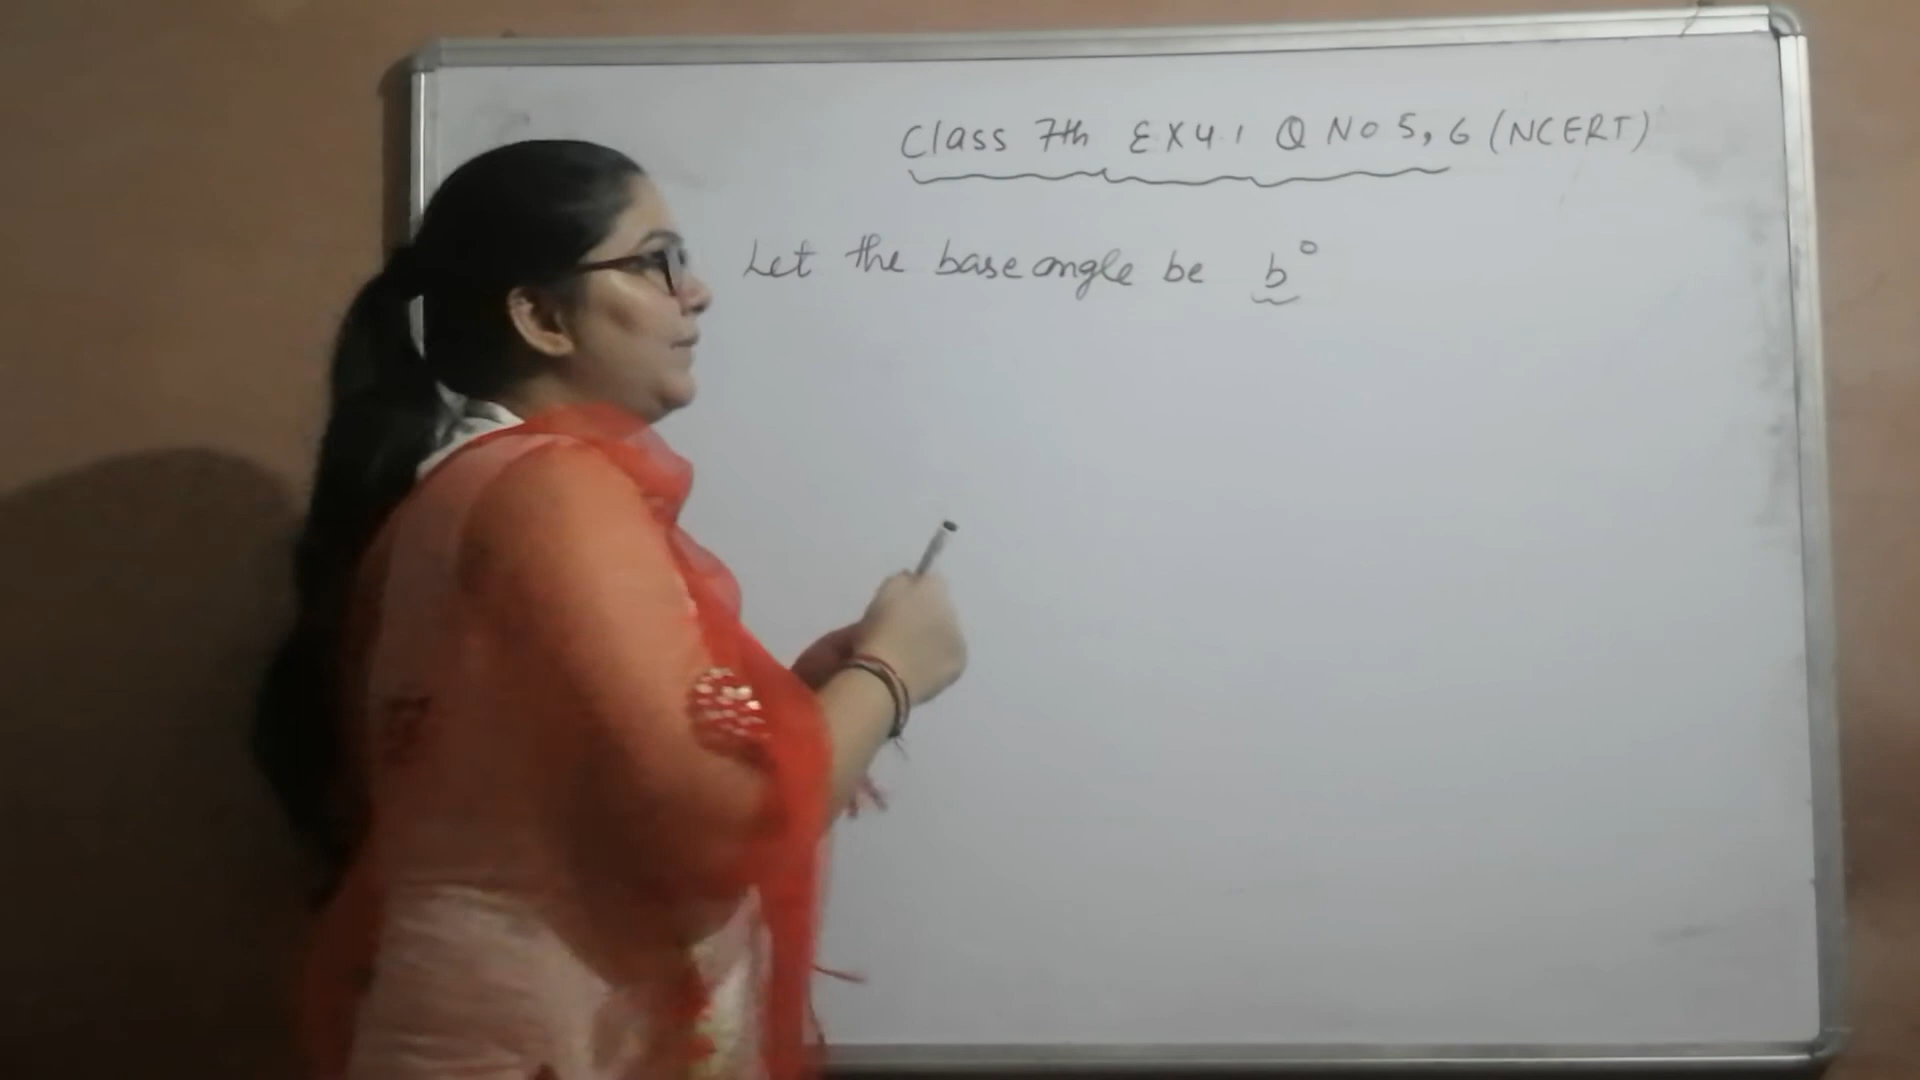 Class 7th EX 4.1 Q NO 5, 6 (NCERT)
Let the base angle be b°